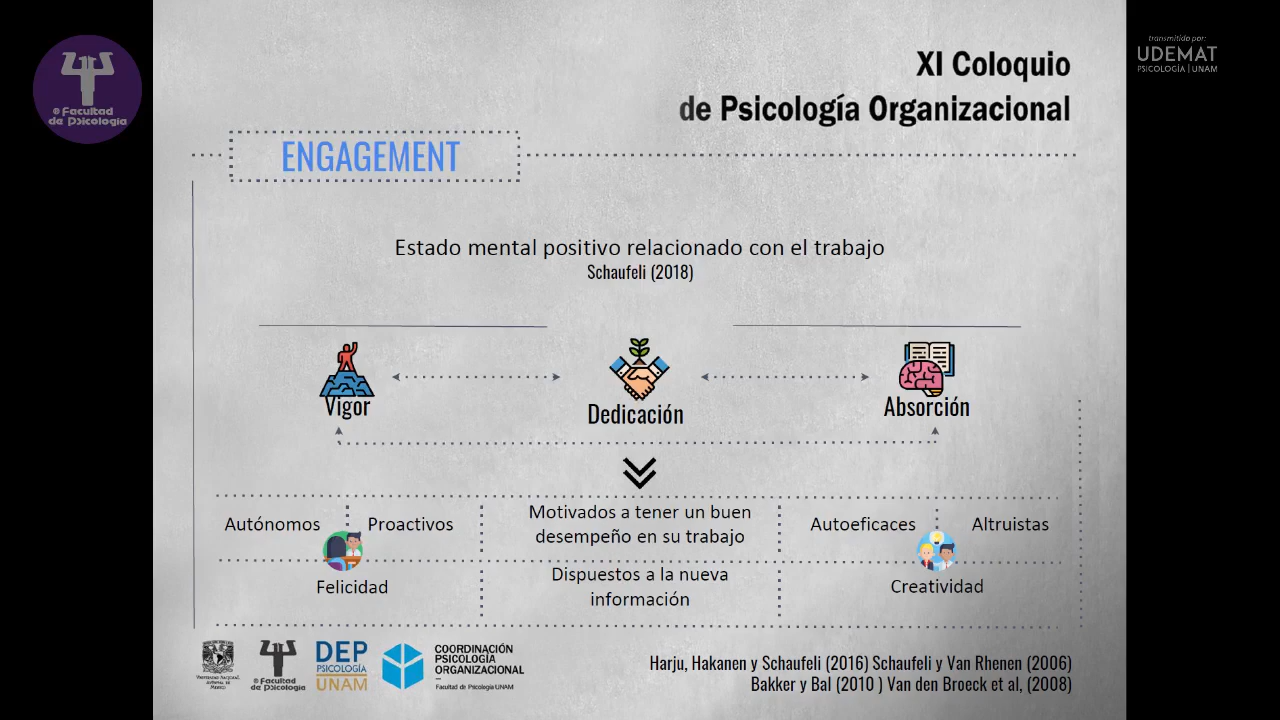 © Facultad
de Psicología
transmitido por:
UDEMAT
PSICOLOGÍA | UNAM
XI Coloquio
de Psicología Organizacional
ENGAGEMENT
Estado mental positivo relacionado con el trabajo
Schaufeli (2018)
Vigor
Dedicación
Absorción
Autónomos
Proactivos
Felicidad
Motivados a tener un buen
desempeño en su trabajo
Dispuestos a la nueva
información
Autoeficaces
Altruistas
Creatividad
© Facultad
de Psicología
DEP
PSICOLOGÍA
UNAM
COORDINACIÓN
PSICOLOGÍA
ORGANIZACIONAL
Facultad de Psicología UNAM
Harju, Hakanen y Schaufeli (2016) Schaufeli y Van Rhenen (2006)
Bakker y Bal (2010 ) Van den Broeck et al, (2008)